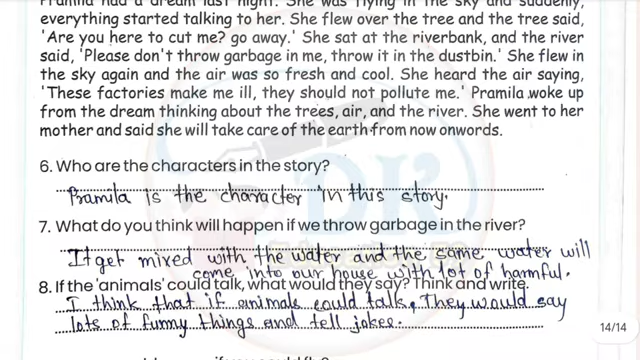 Pramila had a dream last night. She was flying in the sky and suddenly,
everything started talking to her. She flew over the tree and the tree said,
'Are you here to cut me? go away.' She sat at the riverbank, and the river
said, 'Please don't throw garbage in me, throw it in the dustbin.' She flew in
the sky again and the air was so fresh and cool. She heard the air saying,
'These factories make me ill, they should not pollute me.' Pramila woke up
from the dream thinking about the trees, air, and the river. She went to her
mother and said she will take care of the earth from now onwords.
6. Who are the characters in the story?
Pramila is the character in this story.
7. What do you think will happen if we throw garbage in the river?
It get mixed with the water and the same water will
come into our house with lot of harmful.
8. If the 'animals' could talk, what would they say? Think and write.
I think that if animals could talk, They would say
lots of funny things and tell jokes.
14/14